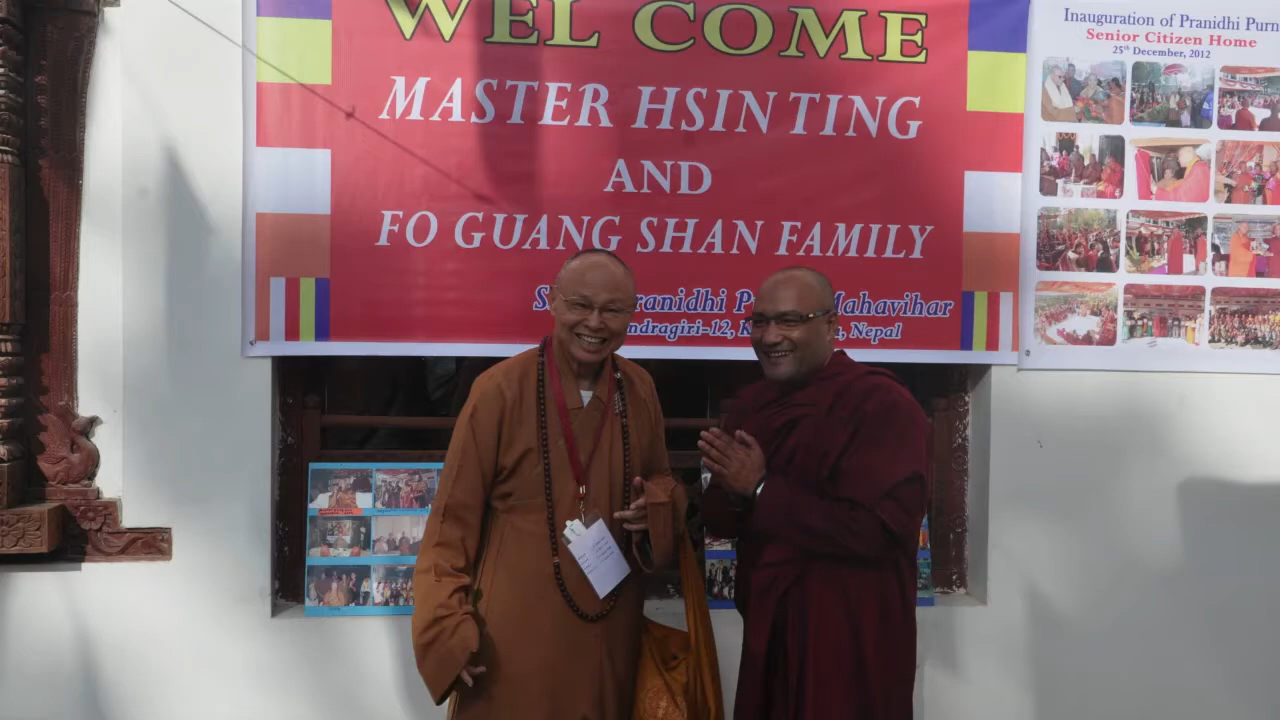 WEL COME
MASTER HSIN TING
AND
FO GUANG SHAN FAMILY
Mahavihar
Nepal
Inauguration of Pranidhi Purn
Senior Citizen Home
25th December, 2012